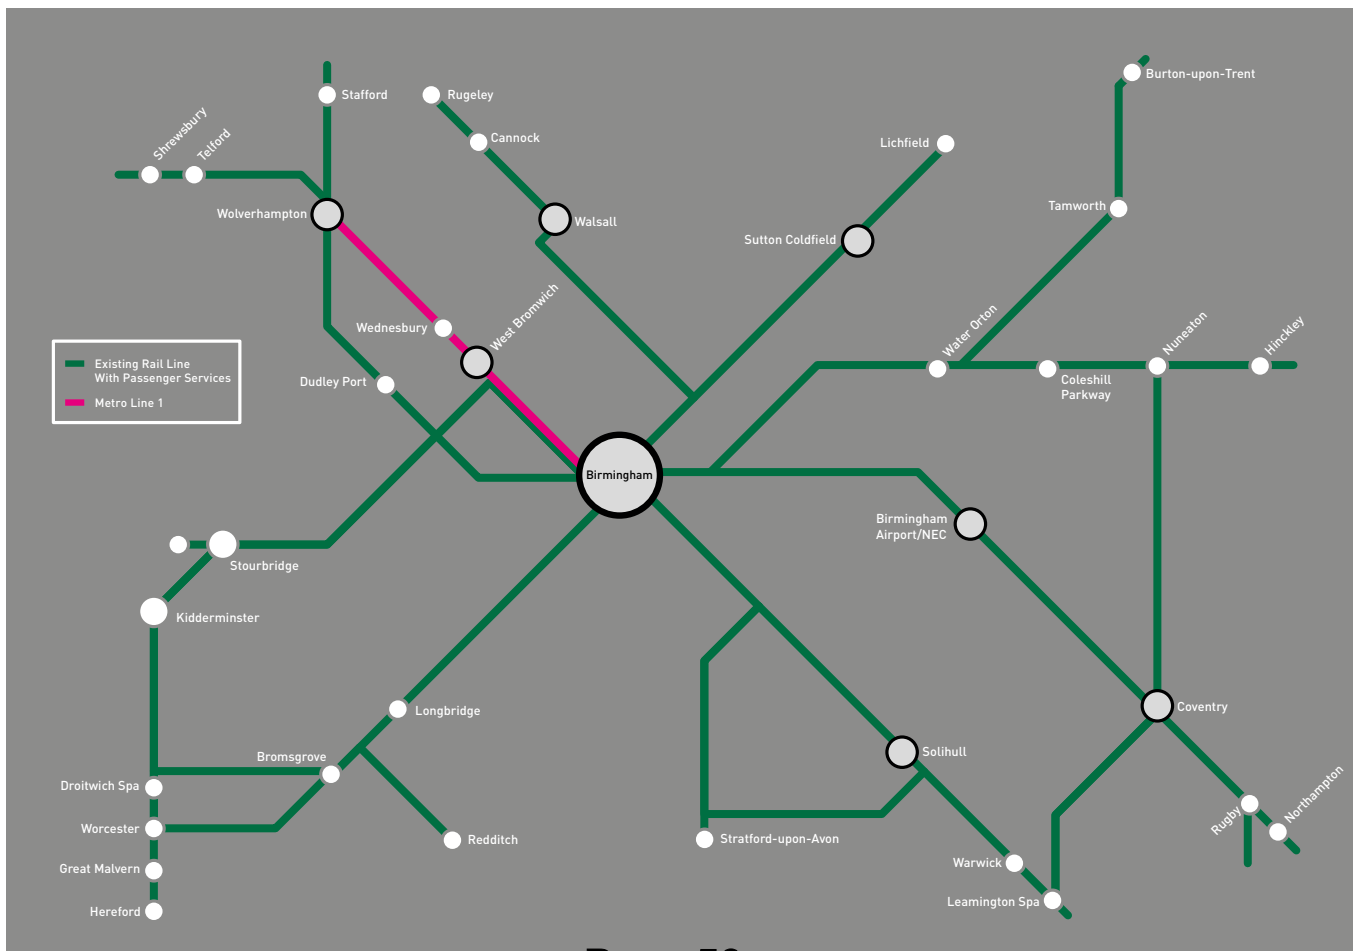 Burton-upon-Trent
Stafford
Rugeley
Shrewsbury
Telford
Cannock
Lichfield
Tamworth
Wolverhampton
Walsall
Sutton Coldfield
West Bromwich
Wednesbury
Water Orton
Nuneaton
Hinckley
Existing Rail Line
With Passenger Services
Metro Line 1
Dudley Port
Coleshill
Parkway
Birmingham
Birmingham
Airport/NEC
Stourbridge
Kidderminster
Longbridge
Coventry
Bromsgrove
Solihull
Droitwich Spa
Worcester
Redditch
Stratford-upon-Avon
Rugby
Northampton
Great Malvern
Warwick
Leamington Spa
Hereford